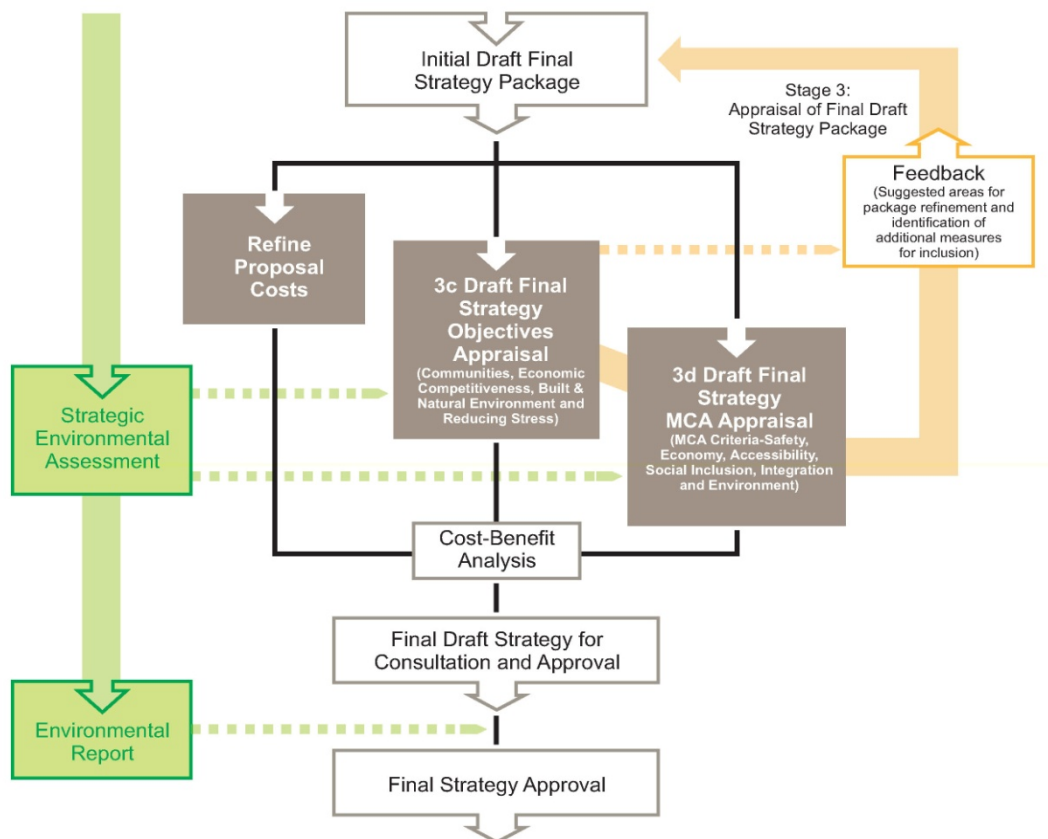 Initial Draft Final
Strategy Package
Stage 3:
Appraisal of Final Draft
Strategy Package
Feedback
(Suggested areas for
package refinement and
identification of
additional measures
for inclusion)
Refine
Proposal
Costs
3c Draft Final
Strategy
Objectives
Appraisal
(Communities, Economic
Competitiveness, Built &
Natural Environment and
Reducing Stress)
3d Draft Final
Strategy
MCA Appraisal
(MCA Criteria-Safety,
Economy, Accessibility,
Social Inclusion, Integration
and Environment)
Strategic
Environmental
Assessment
Cost-Benefit
Analysis
Final Draft Strategy for
Consultation and Approval
Environmental
Report
Final Strategy Approval